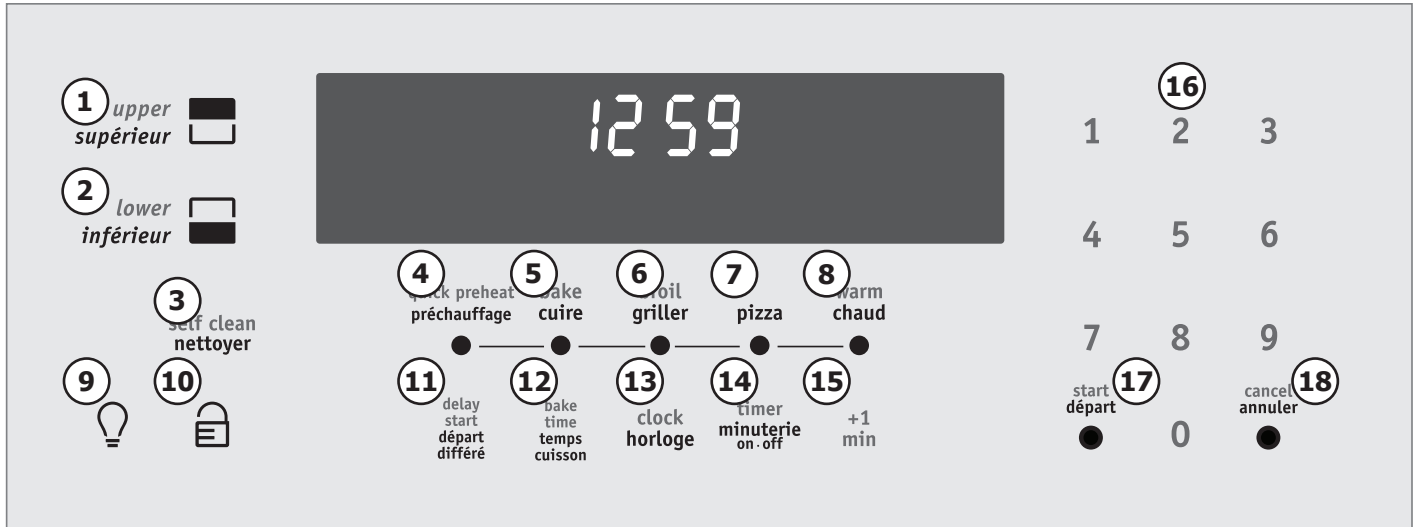 1
upper
supérieur
2
lower
inférieur
3
self clean
nettoyer
9
10
1259
4
quick preheat
préchauffage
5
bake
cuire
6
broil
griller
7
pizza
8
warm
chaud
11
delay
start
départ
différé
12
bake
time
temps
cuisson
13
clock
horloge
14
timer
minuterie
on·off
15
+1
min
16
1 2 3
4 5 6
7 8 9
start
départ
17
0
cancel
annuler
18